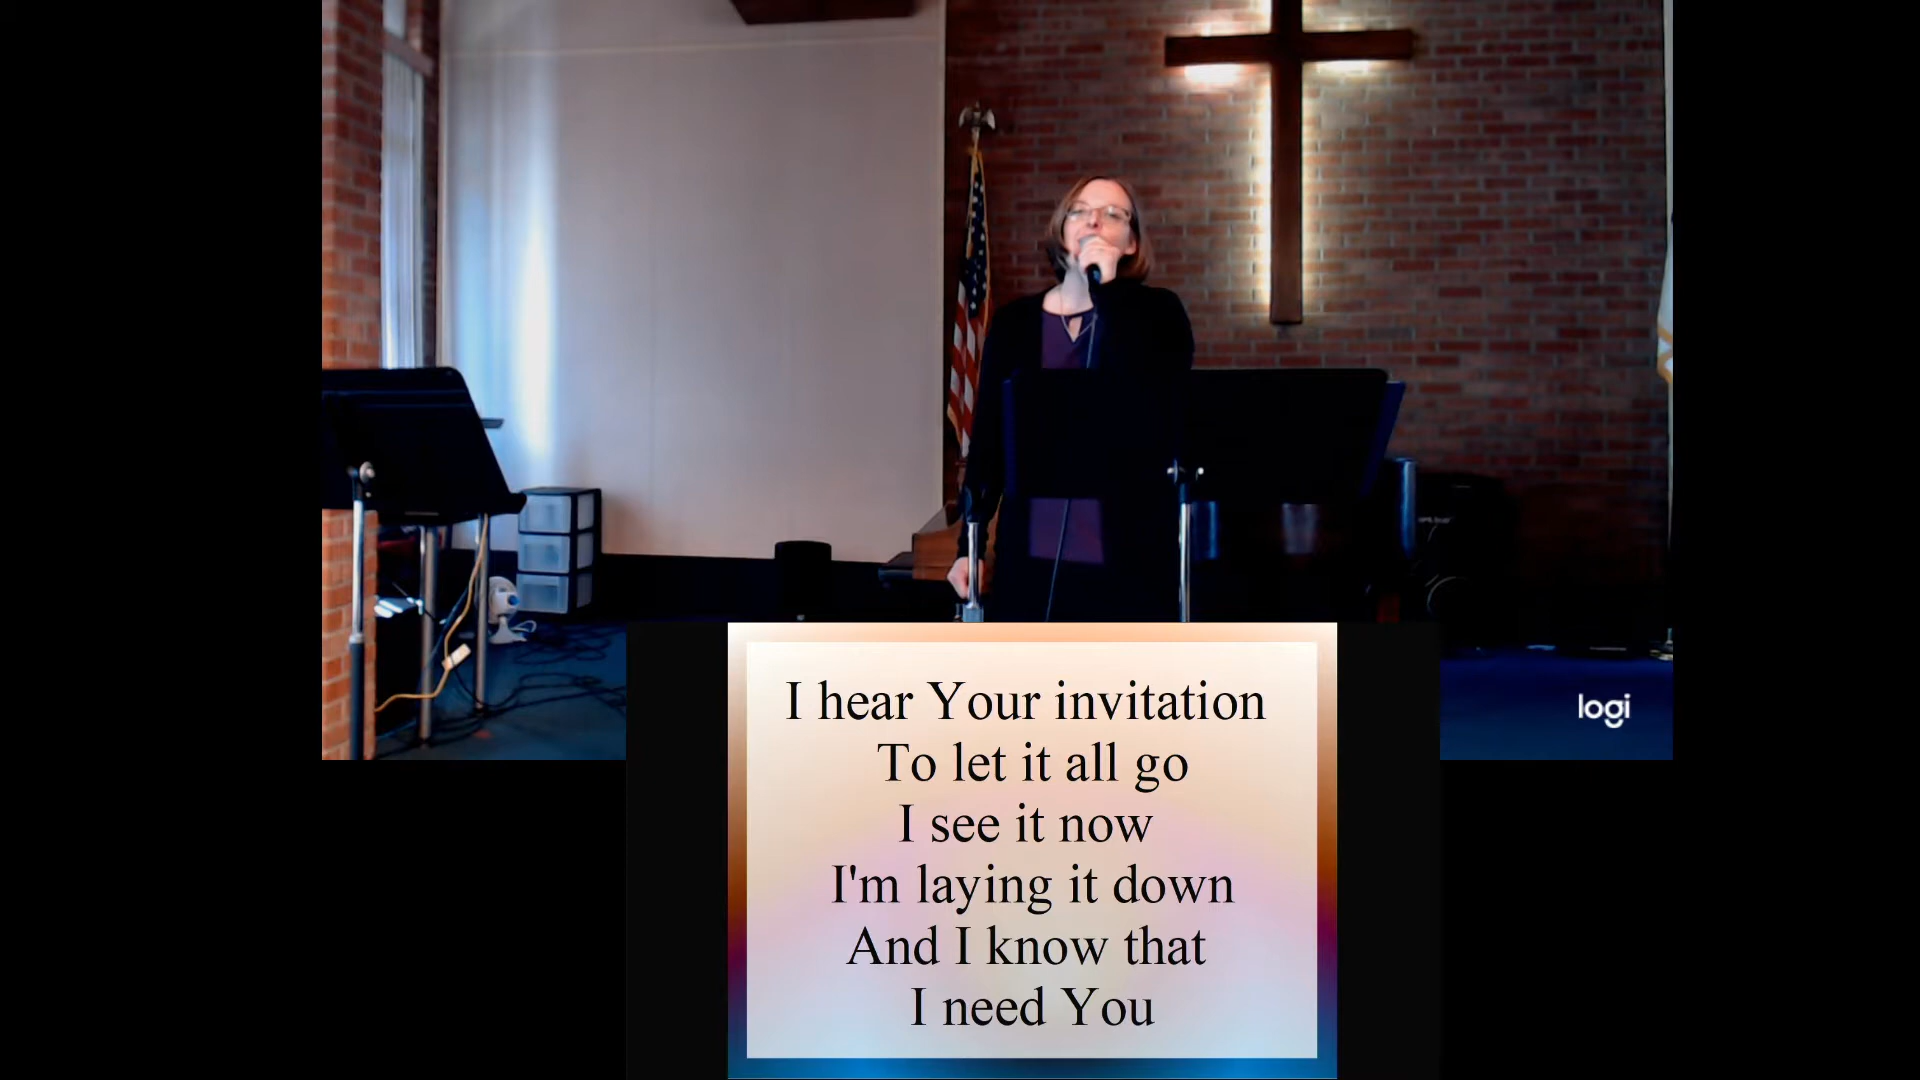 logi
I hear Your invitation
To let it all go
I see it now
I'm laying it down
And I know that
I need You